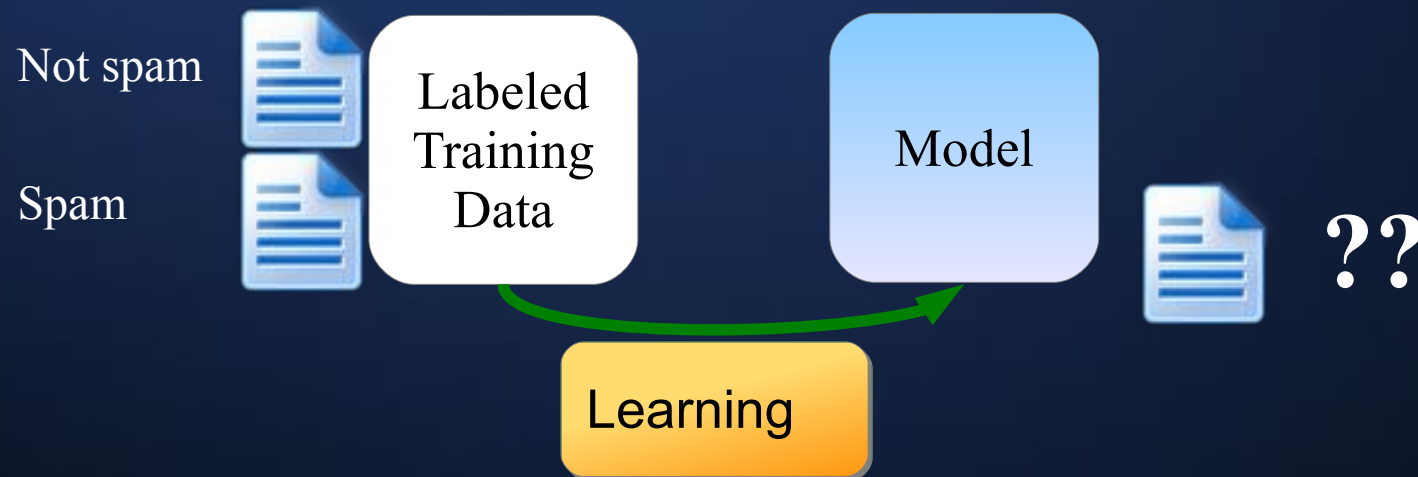 Not spam
Spam
Labeled
Training
Data
Model
??
Learning